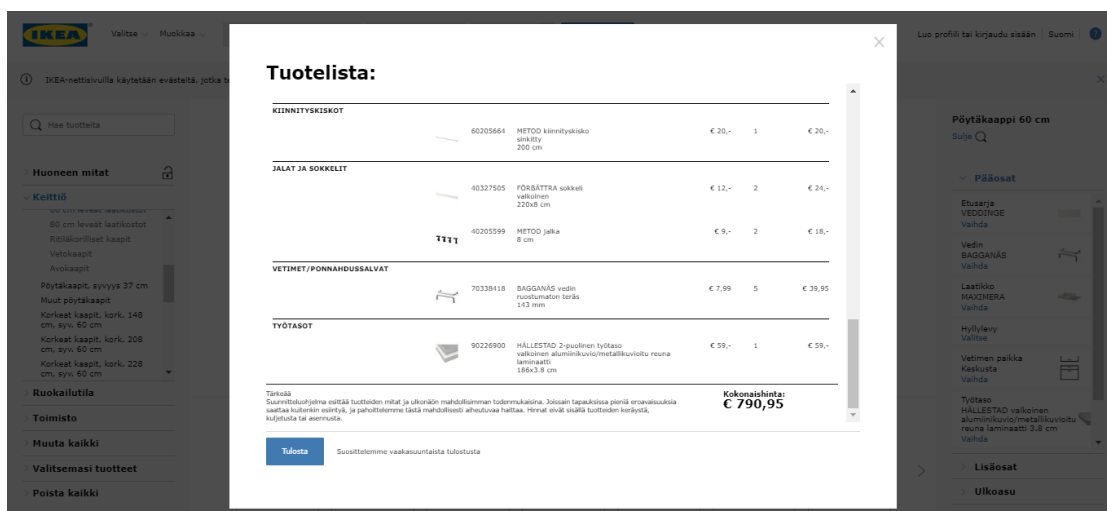 IKEA
Valitse
Muokkaa
Luo profiili tai kirjaudu sisään
Suomi
?
IKEA-nettisivuilla käytetään evästeitä, jotka te
Hae tuotteita
Huoneen mitat
Keittiö
60 cm leveät laatikostot
80 cm leveät laatikostot
Ritiläkorilliset kaapit
Vetokaapit
Avokaapit
Pöytäkaapit, syvyys 37 cm
Muut pöytäkaapit
Korkeat kaapit, kork. 148
cm, syv. 60 cm
Korkeat kaapit, kork. 208
cm, syv. 60 cm
Korkeat kaapit, kork. 228
cm, syv. 60 cm
Ruokailutila
Toimisto
Muuta kaikki
Valitsemasi tuotteet
Poista kaikki
Tuotelista:
KIINNITYSKISKOT
60205664 METOD kiinnityskisko € 20,- 1 € 20,-
sinkitty
200 cm
JALAT JA SOKKELIT
40327505 FÖRBÄTTRA sokkeli € 12,- 2 € 24,-
valkoinen
220x8 cm
40205599 METOD jalka € 9,- 2 € 18,-
8 cm
VETIMET/PONNAHDUSSALVAT
70338418 BAGGANÄS vedin € 7,99 5 € 39,95
ruostumaton teräs
143 mm
TYÖTASOT
90226900 HÄLLESTAD 2-puolinen työtaso € 59,- 1 € 59,-
valkoinen alumiinikuvio/metallikuvioitu reuna
laminaatti
186x3.8 cm
Tärkeää
Suunnitteluohjelma esittää tuotteiden mitat ja ulkonäön mahdollisimman todenmukaisina. Joissain tapauksissa pieniä eroavaisuuksia
saattaa kuitenkin esiintyä, ja pahoittelemme tästä mahdollisesti aiheutuvaa haittaa. Hinnat eivät sisällä tuotteiden keräystä,
kuljetusta tai asennusta.
Kokonaishinta:
€ 790,95
Tulosta
Suosittelemme vaakasuuntaista tulostusta
Pöytäkaappi 60 cm
Sulje
Pääosat
Etusarja
VEDDINGE
Vaihda
Vedin
BAGGANÄS
Vaihda
Laatikko
MAXIMERA
Vaihda
Hyllylevy
Valitse
Vetimen paikka
Keskusta
Vaihda
Työtaso
HÄLLESTAD valkoinen
alumiinikuvio/metallikuvioitu
reuna laminaatti 3.8 cm
Vaihda
Lisäosat
Ulkoasu